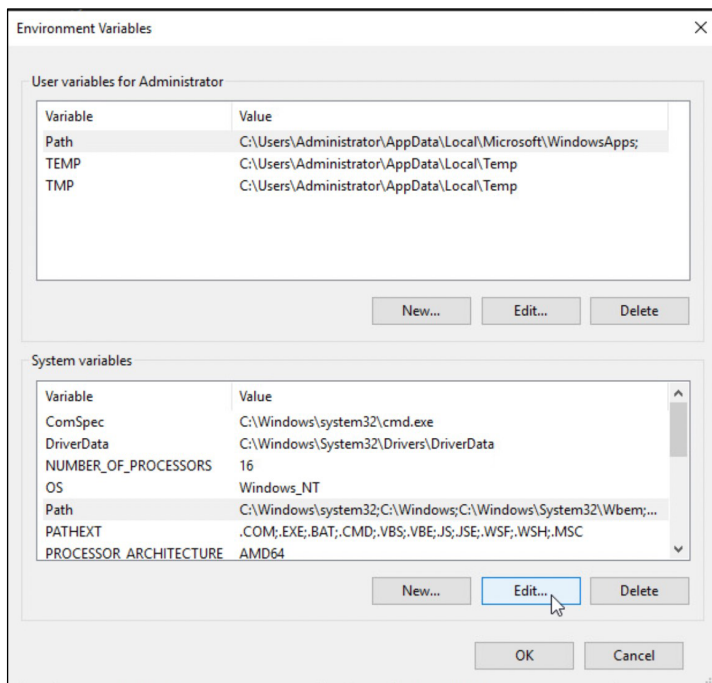 Environment Variables
User variables for Administrator
Variable Value
Path C:\Users\Administrator\AppData\Local\Microsoft\WindowsApps;
TEMP C:\Users\Administrator\AppData\Local\Temp
TMP C:\Users\Administrator\AppData\Local\Temp
New... Edit... Delete
System variables
Variable Value
ComSpec C:\Windows\system32\cmd.exe
DriverData C:\Windows\System32\Drivers\DriverData
NUMBER_OF_PROCESSORS 16
OS Windows_NT
Path C:\Windows\system32;C:\Windows;C:\Windows\System32\Wbem;...
PATHEXT .COM;.EXE;.BAT;.CMD;.VBS;.VBE;.JS;.JSE;.WSF;.WSH;.MSC
PROCESSOR_ARCHITECTURE AMD64
New... Edit... Delete
OK Cancel